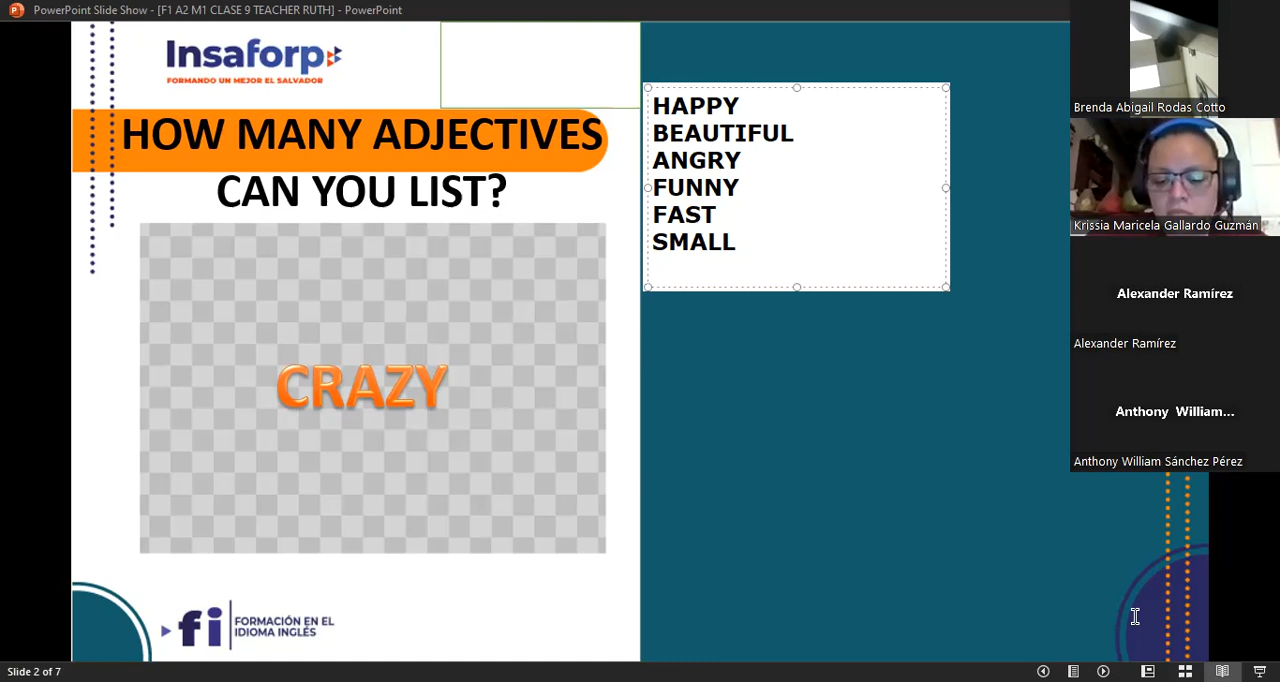 PowerPoint Slide Show - [F1 A2 M1 CLASE 9 TEACHER RUTH] - PowerPoint
Insaforp
FORMANDO UN MEJOR EL SALVADOR
HOW MANY ADJECTIVES
CAN YOU LIST?
CRAZY
fi
FORMACIÓN EN EL
IDIOMA INGLÉS
HAPPY
BEAUTIFUL
ANGRY
FUNNY
FAST
SMALL
Brenda Abigail Rodas Cotto
Krissia Maricela Gallardo Guzmán
Alexander Ramírez
Alexander Ramírez
Anthony William...
Anthony William Sánchez Pérez
Slide 2 of 7